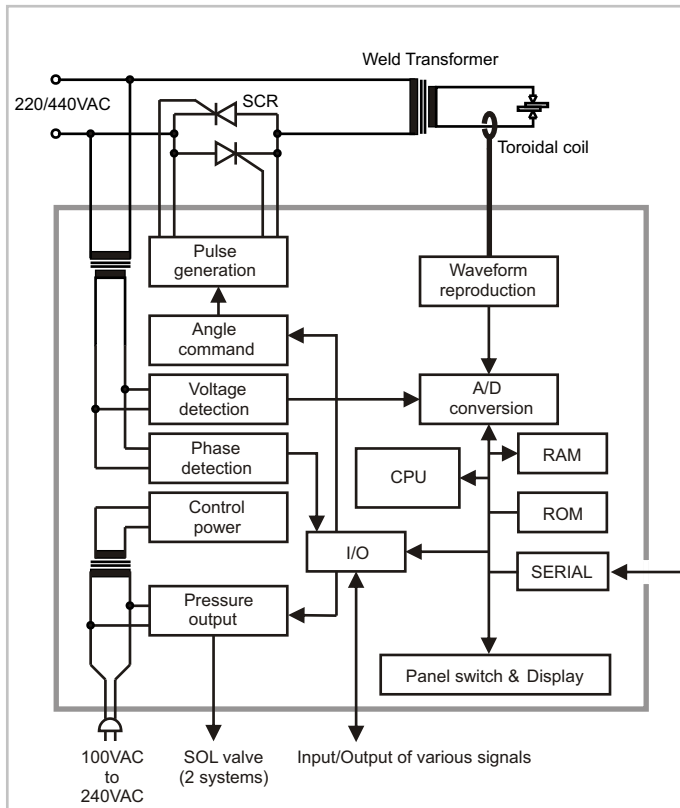 Weld Transformer
SCR
220/440VAC
Toroidal coil
Pulse
generation
Waveform
reproduction
Angle
command
Voltage
detection
A/D
conversion
Phase
detection
CPU
RAM
Control
power
ROM
I/O
SERIAL
Pressure
output
Panel switch & Display
100VAC
to
240VAC
SOL valve
(2 systems)
Input/Output of various signals